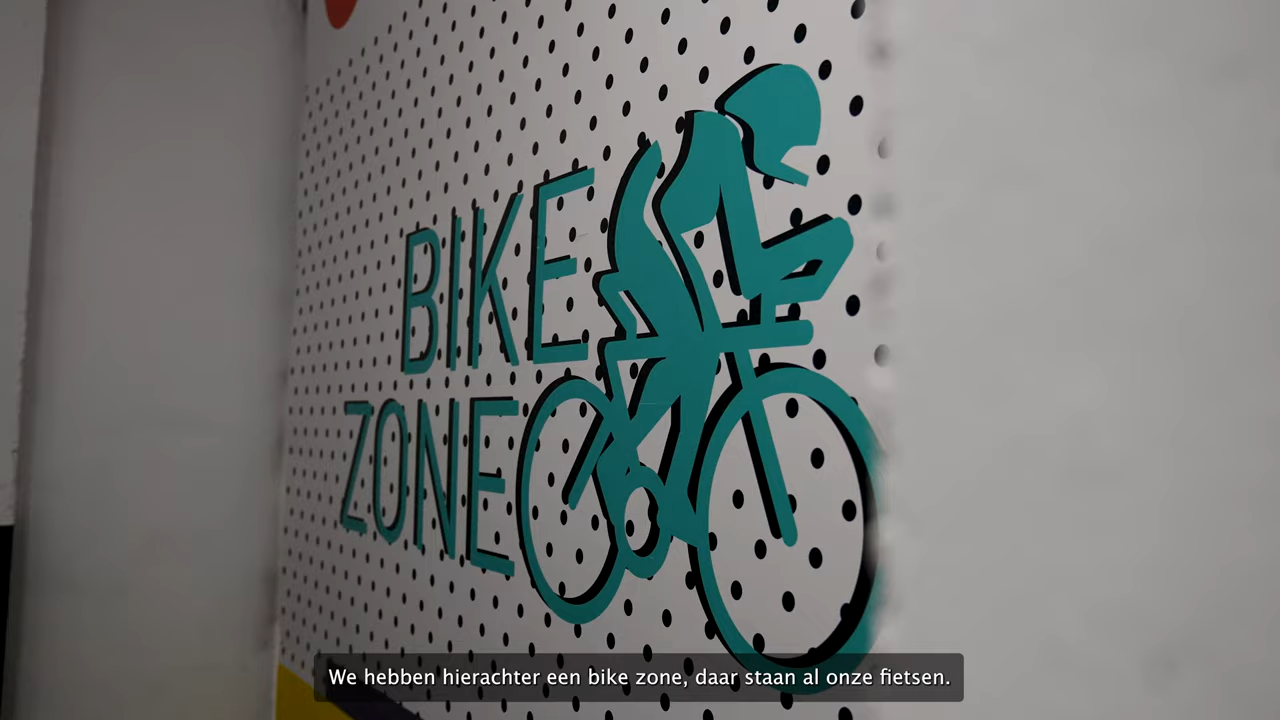 BIKE
ZONE
We hebben hierachter een bike zone, daar staan al onze fietsen.